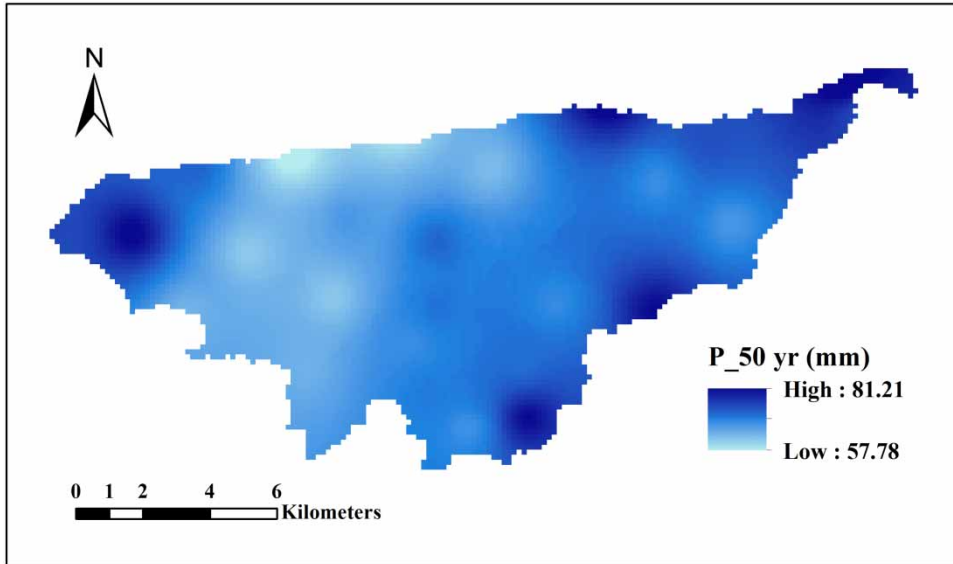 N
P_50 yr (mm)
High : 81.21
Low : 57.78
0 1 2 4 6
Kilometers